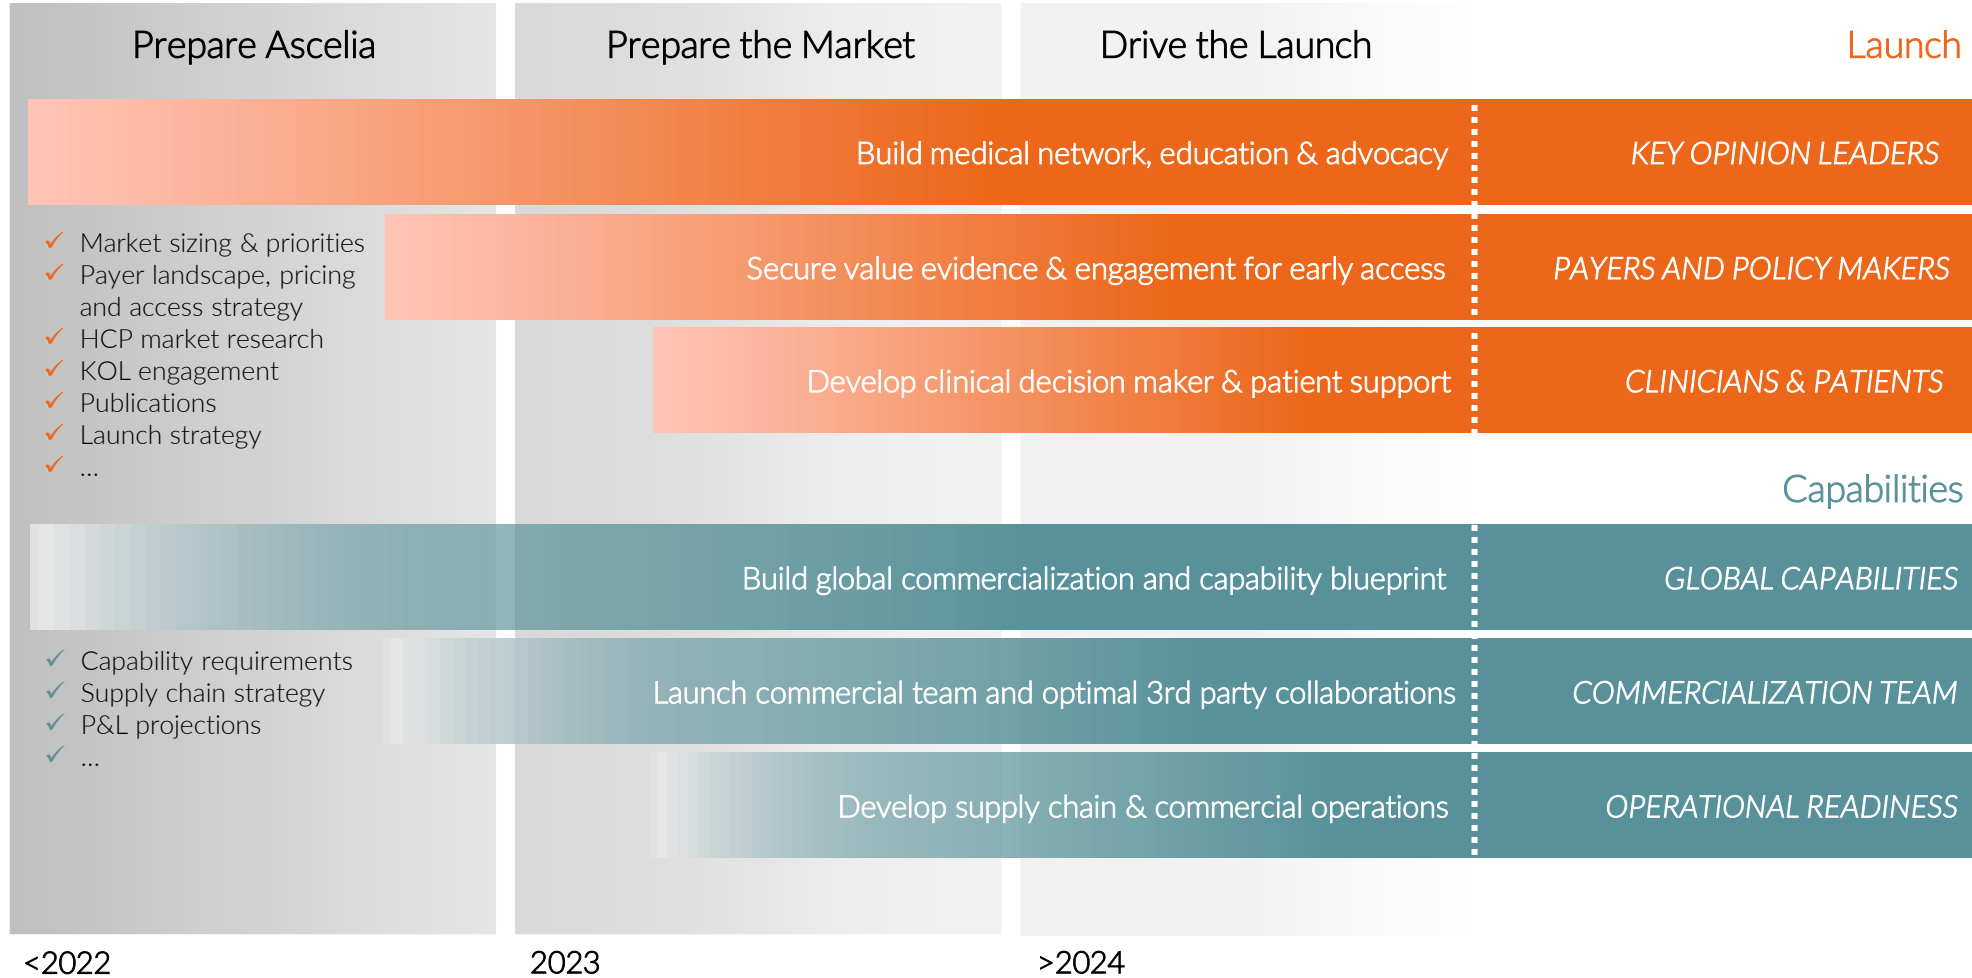 Prepare Ascelia
Prepare the Market
Drive the Launch
Launch
Build medical network, education & advocacy
KEY OPINION LEADERS
✓ Market sizing & priorities
✓ Payer landscape, pricing
and access strategy
✓ HCP market research
✓ KOL engagement
✓ Publications
✓ Launch strategy
✓ ...
Secure value evidence & engagement for early access
PAYERS AND POLICY MAKERS
Develop clinical decision maker & patient support
CLINICIANS & PATIENTS
Capabilities
Build global commercialization and capability blueprint
GLOBAL CAPABILITIES
✓ Capability requirements
✓ Supply chain strategy
✓ P&L projections
✓ ...
Launch commercial team and optimal 3rd party collaborations
COMMERCIALIZATION TEAM
Develop supply chain & commercial operations
OPERATIONAL READINESS
<2022
2023
>2024